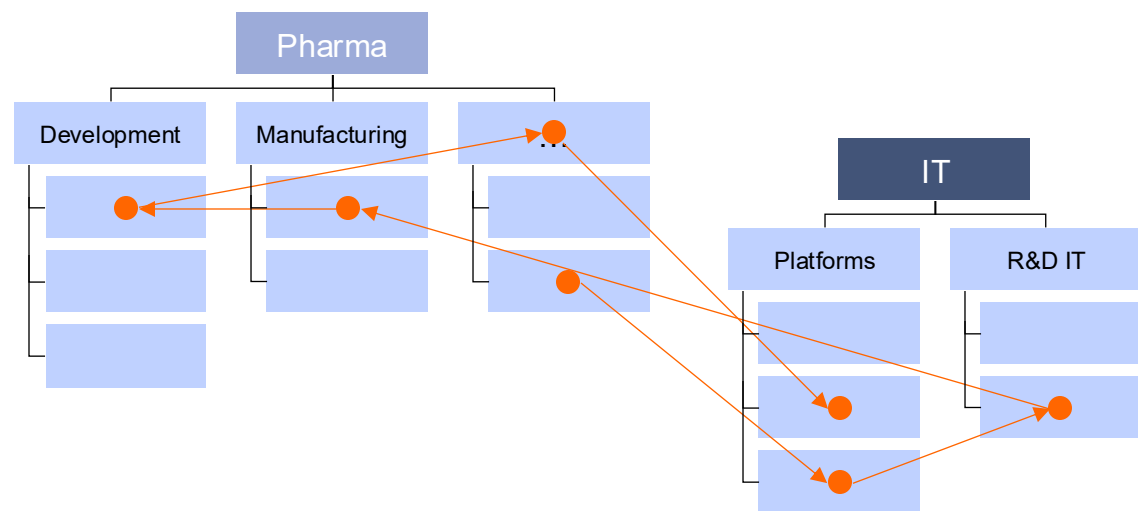 Pharma
Development
Manufacturing
...
IT
Platforms
R&D IT